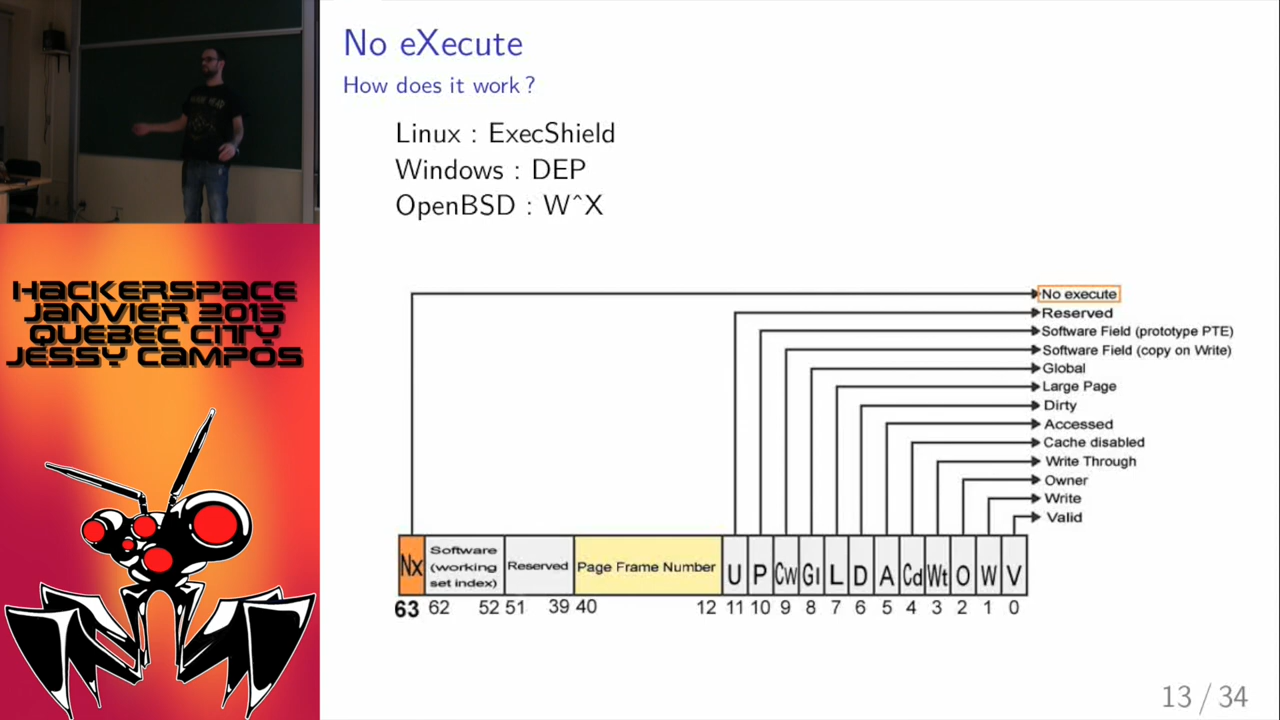 No eXecute
How does it work ?
Linux : ExecShield
Windows : DEP
OpenBSD : W^X
HACKERSPACE
JANVIER 2015
QUEBEC CITY
JESSY CAMPOS
No execute
Reserved
Software Field (prototype PTE)
Software Field (copy on Write)
Global
Large Page
Dirty
Accessed
Cache disabled
Write Through
Owner
Write
Valid
Nx
Software
(working
set index)
Reserved
Page Frame Number
U P Cw Gl L D A Cd Wt O W V
63 62 52 51 39 40 12 11 10 9 8 7 6 5 4 3 2 1 0
13 / 34